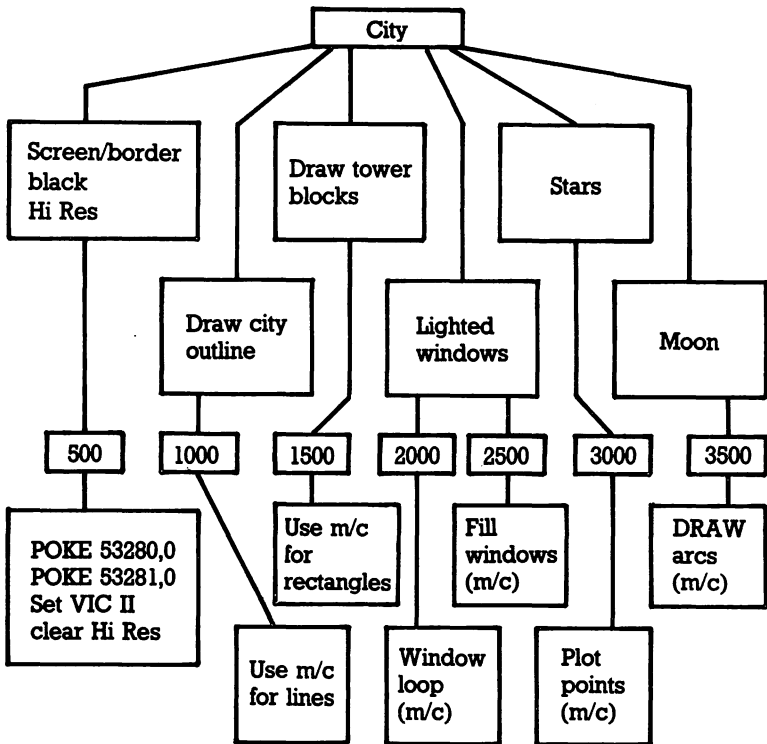 City
Screen/border
black
Hi Res
Draw tower
blocks
Stars
Draw city
outline
Lighted
windows
Moon
500
1000
1500
2000
2500
3000
3500
POKE 53280,0
POKE 53281,0
Set VIC II
clear Hi Res
Use m/c
for
rectangles
Fill
windows
(m/c)
DRAW
arcs
(m/c)
Use m/c
for lines
Window
loop
(m/c)
Plot
points
(m/c)